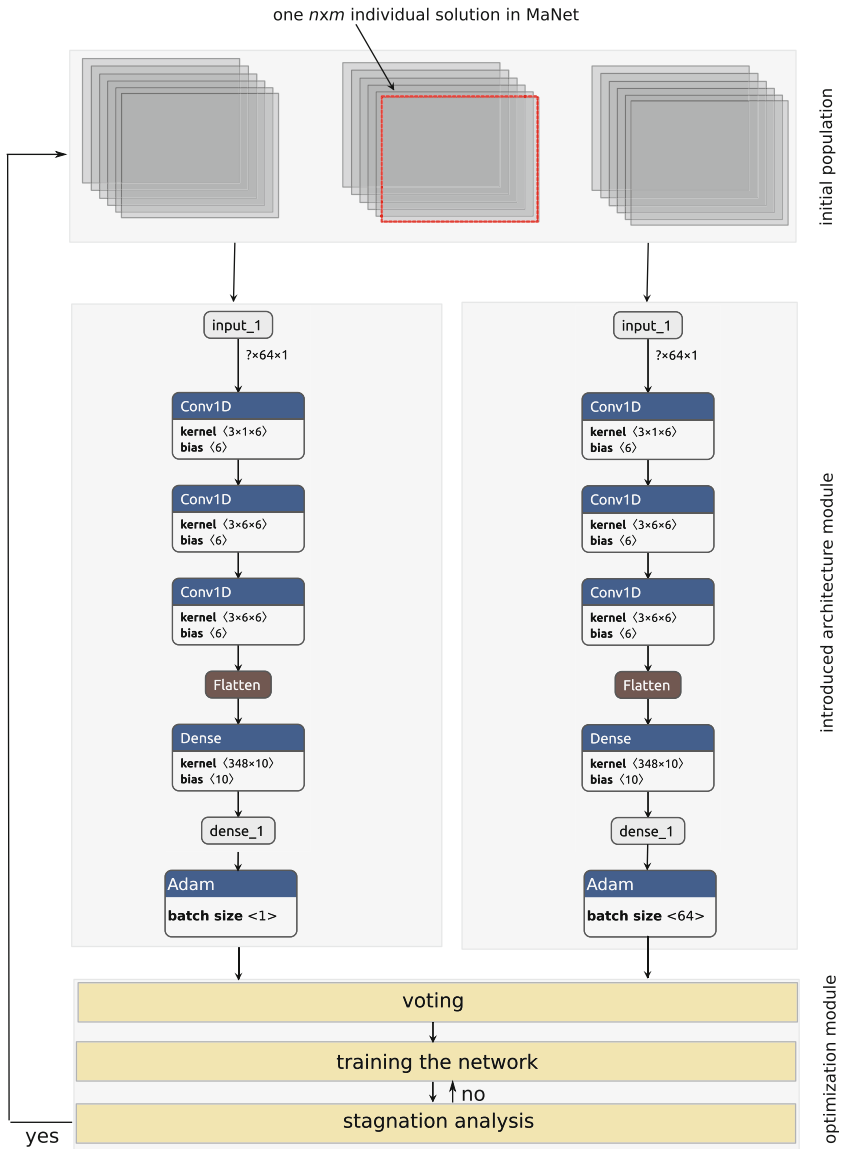 one nxm individual solution in MaNet
initial population
input_1
?×64×1
Conv1D
kernel ⟨3×1×6⟩
bias ⟨6⟩
Conv1D
kernel ⟨3×6×6⟩
bias ⟨6⟩
Conv1D
kernel ⟨3×6×6⟩
bias ⟨6⟩
Flatten
Dense
kernel ⟨348×10⟩
bias ⟨10⟩
dense_1
Adam
batch size <1>
input_1
?×64×1
Conv1D
kernel ⟨3×1×6⟩
bias ⟨6⟩
Conv1D
kernel ⟨3×6×6⟩
bias ⟨6⟩
Conv1D
kernel ⟨3×6×6⟩
bias ⟨6⟩
Flatten
Dense
kernel ⟨348×10⟩
bias ⟨10⟩
dense_1
Adam
batch size <64>
introduced architecture module
voting
training the network
no
stagnation analysis
yes
optimization module